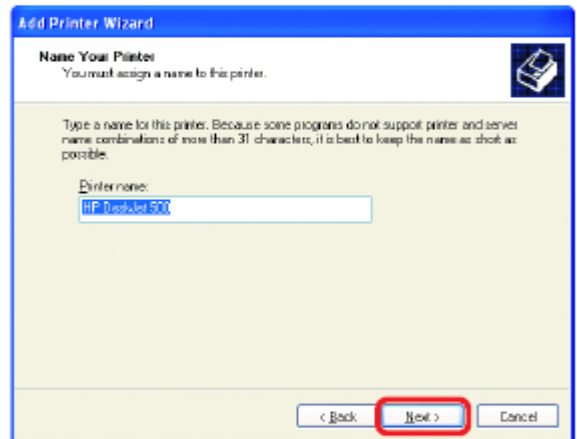 Add Printer Wizard
Name Your Printer
You must assign a name to this printer.
Type a name for this printer. Because some programs do not support printer and server
name combinations of more than 31 characters, it is best to keep the name as short as
possible.
Printer name:
HP DeskJet 500
< Back
Next >
Cancel